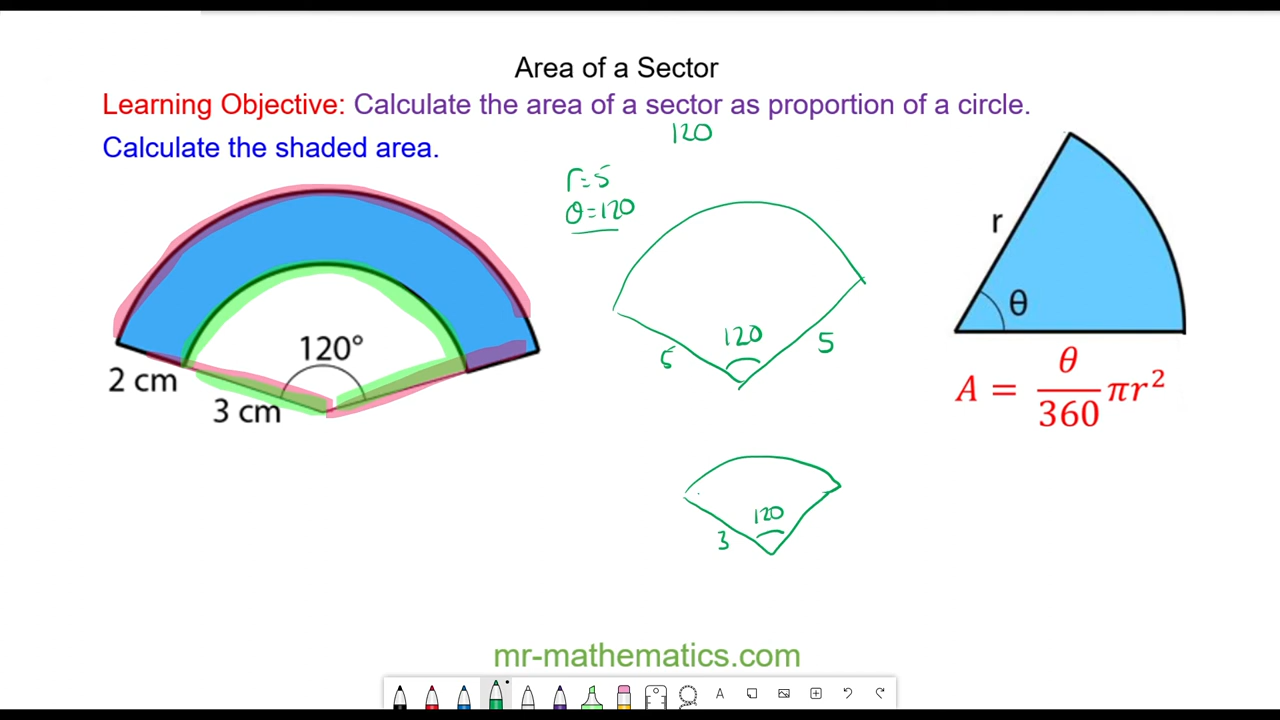 Area of a Sector
Learning Objective: Calculate the area of a sector as proportion of a circle.
120
Calculate the shaded area.
r=5
θ=120
120°
2 cm
3 cm
120
5
5
r
θ
A = θ/360 πr²
120
3
mr-mathematics.com
A